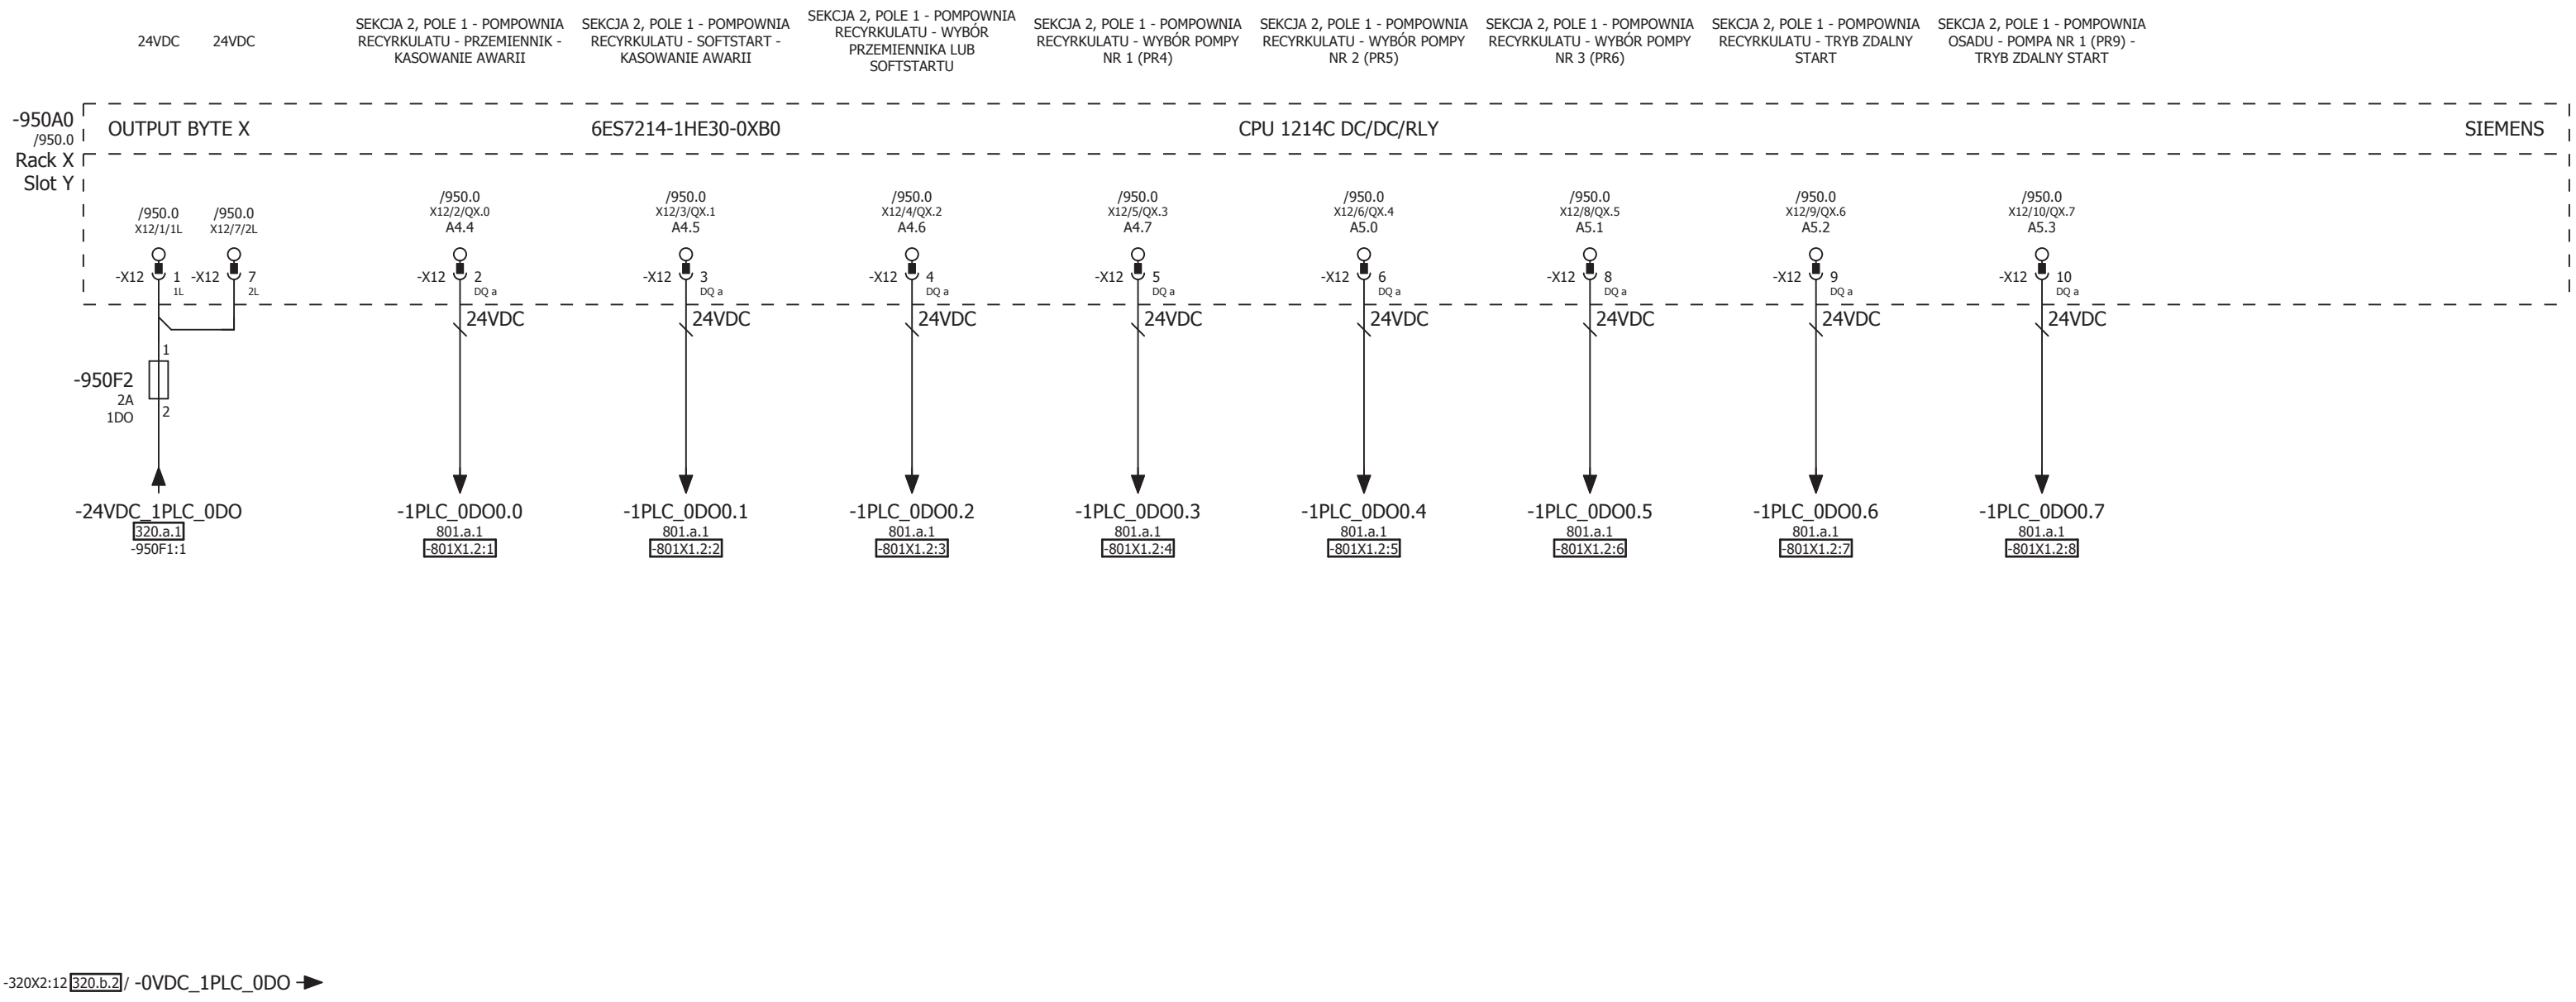 24VDC
24VDC
SEKCJA 2, POLE 1 - POMPOWNIA
RECYRKULATU - PRZEMIENNIK -
KASOWANIE AWARII
SEKCJA 2, POLE 1 - POMPOWNIA
RECYRKULATU - SOFTSTART -
KASOWANIE AWARII
SEKCJA 2, POLE 1 - POMPOWNIA
RECYRKULATU - WYBÓR
PRZEMIENNIKA LUB
SOFTSTARTU
SEKCJA 2, POLE 1 - POMPOWNIA
RECYRKULATU - WYBÓR POMPY
NR 1 (PR4)
SEKCJA 2, POLE 1 - POMPOWNIA
RECYRKULATU - WYBÓR POMPY
NR 2 (PR5)
SEKCJA 2, POLE 1 - POMPOWNIA
RECYRKULATU - WYBÓR POMPY
NR 3 (PR6)
SEKCJA 2, POLE 1 - POMPOWNIA
RECYRKULATU - TRYB ZDALNY
START
SEKCJA 2, POLE 1 - POMPOWNIA
OSADU - POMPA NR 1 (PR9) -
TRYB ZDALNY START
-950A0
/950.0
Rack X
Slot Y
OUTPUT BYTE X
6ES7214-1HE30-0XB0
CPU 1214C DC/DC/RLY
SIEMENS
/950.0
X12/1/1L
-X12
1
1L
/950.0
X12/7/2L
-X12
7
2L
/950.0
X12/2/QX.0
A4.4
-X12
2
DQ a
24VDC
/950.0
X12/3/QX.1
A4.5
-X12
3
DQ a
24VDC
/950.0
X12/4/QX.2
A4.6
-X12
4
DQ a
24VDC
/950.0
X12/5/QX.3
A4.7
-X12
5
DQ a
24VDC
/950.0
X12/6/QX.4
A5.0
-X12
6
DQ a
24VDC
/950.0
X12/8/QX.5
A5.1
-X12
8
DQ a
24VDC
/950.0
X12/9/QX.6
A5.2
-X12
9
DQ a
24VDC
/950.0
X12/10/QX.7
A5.3
-X12
10
DQ a
24VDC
1
-950F2
2A
1DO
2
-24VDC_1PLC_0DO
320.a.1
-950F1:1
-1PLC_0DO0.0
801.a.1
-801X1.2:1
-1PLC_0DO0.1
801.a.1
-801X1.2:2
-1PLC_0DO0.2
801.a.1
-801X1.2:3
-1PLC_0DO0.3
801.a.1
-801X1.2:4
-1PLC_0DO0.4
801.a.1
-801X1.2:5
-1PLC_0DO0.5
801.a.1
-801X1.2:6
-1PLC_0DO0.6
801.a.1
-801X1.2:7
-1PLC_0DO0.7
801.a.1
-801X1.2:8
-320X2:12 320.b.2 / -0VDC_1PLC_0DO